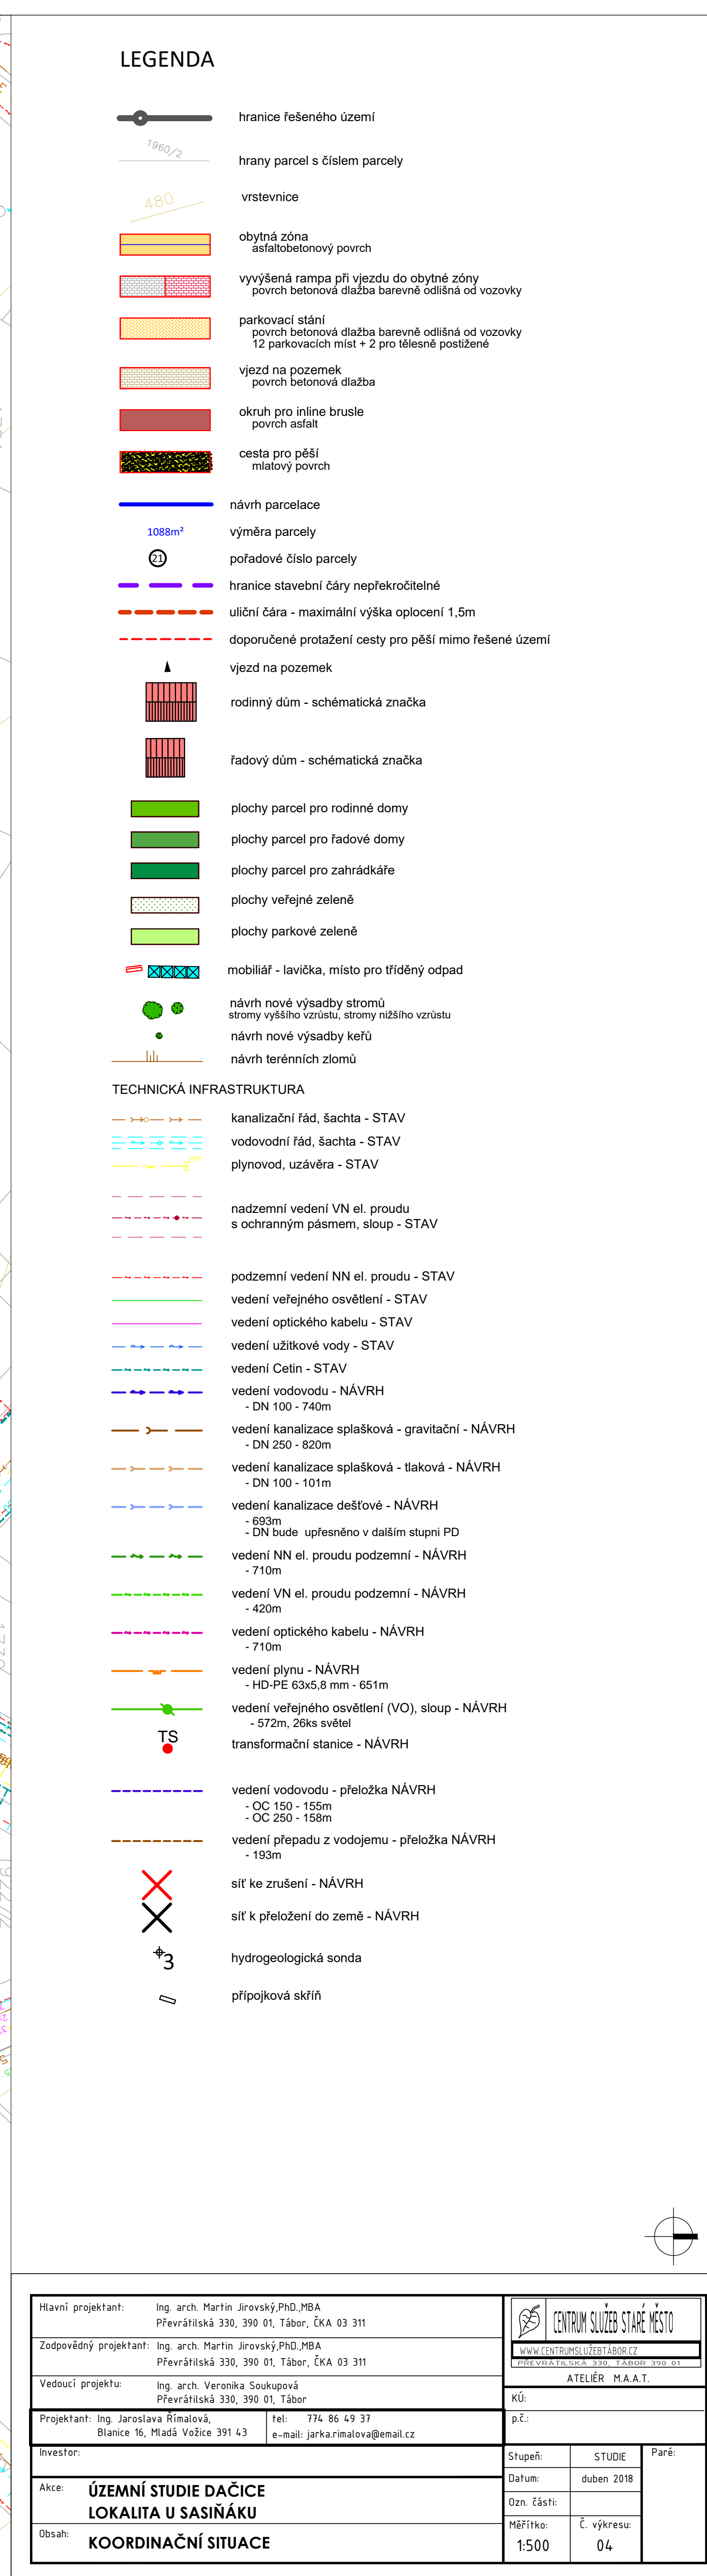 LEGENDA
hranice řešeného území
1960/2
hrany parcel s číslem parcely
480
vrstevnice
obytná zóna
asfaltobetonový povrch
vyvýšená rampa při vjezdu do obytné zóny
povrch betonová dlažba barevně odlišná od vozovky
parkovací stání
povrch betonová dlažba barevně odlišná od vozovky
12 parkovacích míst + 2 pro tělesně postižené
vjezd na pozemek
povrch betonová dlažba
okruh pro inline brusle
povrch asfalt
cesta pro pěší
mlatový povrch
návrh parcelace
1088m²
výměra parcely
21
pořadové číslo parcely
hranice stavební čáry nepřekročitelné
uliční čára - maximální výška oplocení 1,5m
doporučené protažení cesty pro pěší mimo řešené území
vjezd na pozemek
rodinný dům - schématická značka
řadový dům - schématická značka
plochy parcel pro rodinné domy
plochy parcel pro řadové domy
plochy parcel pro zahrádkáře
plochy veřejné zeleně
plochy parkové zeleně
mobiliář - lavička, místo pro tříděný odpad
návrh nové výsadby stromů
stromy vyššího vzrůstu, stromy nižšího vzrůstu
návrh nové výsadby keřů
návrh terénních zlomů
TECHNICKÁ INFRASTRUKTURA
kanalizační řád, šachta - STAV
vodovodní řád, šachta - STAV
plynovod, uzávěra - STAV
nadzemní vedení VN el. proudu
s ochranným pásmem, sloup - STAV
podzemní vedení NN el. proudu - STAV
vedení veřejného osvětlení - STAV
vedení optického kabelu - STAV
vedení užitkové vody - STAV
vedení Cetin - STAV
vedení vodovodu - NÁVRH
- DN 100 - 740m
vedení kanalizace splašková - gravitační - NÁVRH
- DN 250 - 820m
vedení kanalizace splašková - tlaková - NÁVRH
- DN 100 - 101m
vedení kanalizace dešťové - NÁVRH
- 693m
- DN bude upřesněno v dalším stupni PD
vedení NN el. proudu podzemní - NÁVRH
- 710m
vedení VN el. proudu podzemní - NÁVRH
- 420m
vedení optického kabelu - NÁVRH
- 710m
vedení plynu - NÁVRH
- HD-PE 63x5,8 mm - 651m
vedení veřejného osvětlení (VO), sloup - NÁVRH
- 572m, 26ks světel
TS
transformační stanice - NÁVRH
vedení vodovodu - přeložka NÁVRH
- OC 150 - 155m
- OC 250 - 158m
vedení přepadu z vodojemu - přeložka NÁVRH
- 193m
síť ke zrušení - NÁVRH
síť k přeložení do země - NÁVRH
3
hydrogeologická sonda
přípojková skříň
Hlavní projektant: Ing. arch. Martin Jirovský,PhD.,MBA
Převrátilská 330, 390 01, Tábor, ČKA 03 311
Zodpovědný projektant: Ing. arch. Martin Jirovský,PhD.,MBA
Převrátilská 330, 390 01, Tábor, ČKA 03 311
Vedoucí projektu: Ing. arch. Veronika Soukupová
Převrátilská 330, 390 01, Tábor
Projektant: Ing. Jaroslava Římalová,
Blanice 16, Mladá Vožice 391 43
tel: 774 86 49 37
e-mail: jarka.rimalova@email.cz
Investor:
Akce: ÚZEMNÍ STUDIE DAČICE
LOKALITA U SASIŇÁKU
Obsah: KOORDINAČNÍ SITUACE
CENTRUM SLUŽEB STARÉ MĚSTO
WWW.CENTRUMSLUŽEBTÁBOR.CZ
PŘEVRÁTILSKÁ 330, TÁBOR 390 01
ATELIÉR M.A.A.T.
KÚ:
p.č.:
Stupeň: STUDIE
Paré:
Datum: duben 2018
Ozn. části:
Měřítko: Č. výkresu:
1:500 04